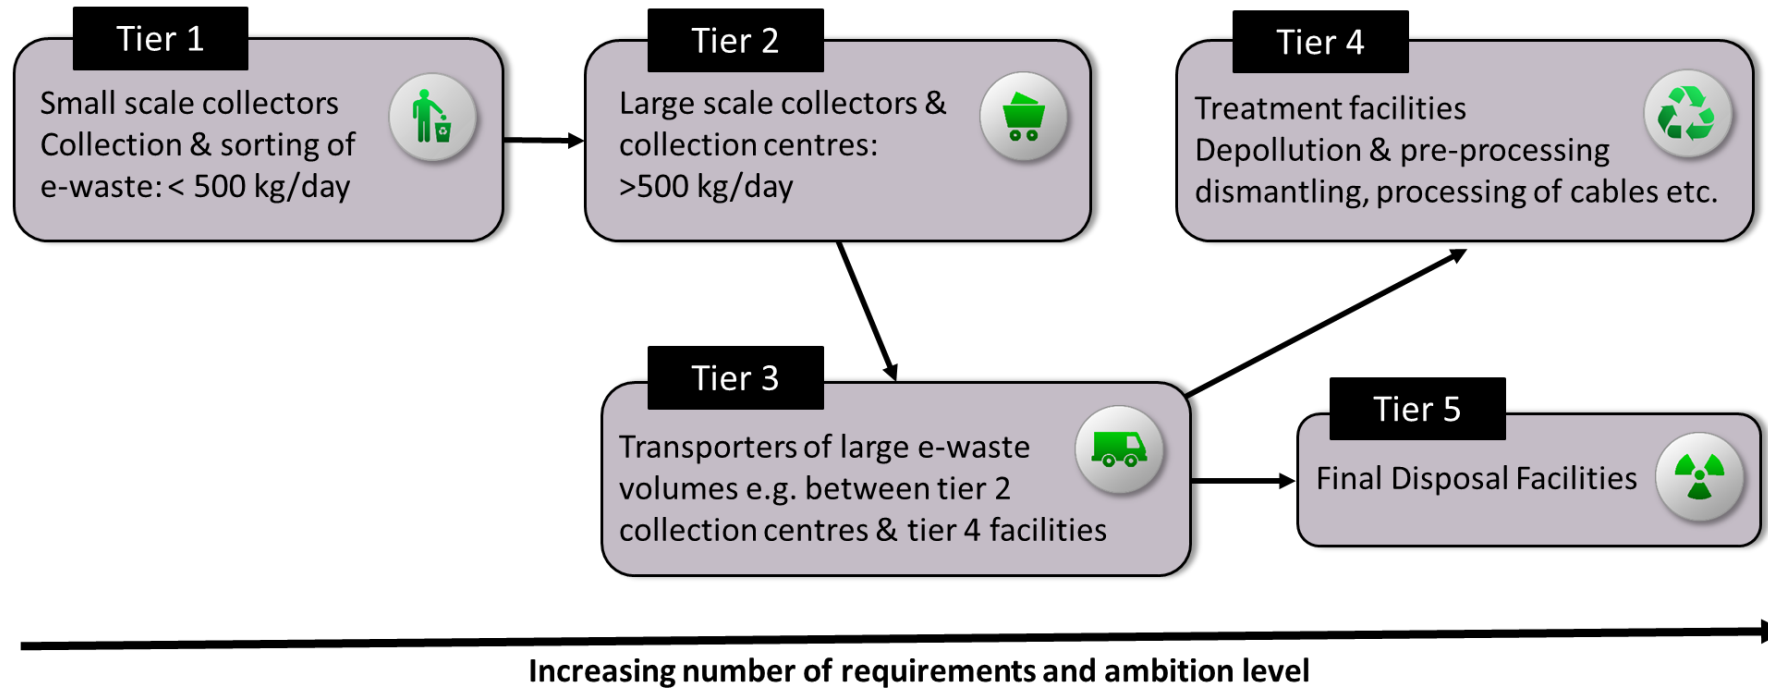 Tier 1
Small scale collectors
Collection & sorting of
e-waste: < 500 kg/day
Tier 2
Large scale collectors &
collection centres:
>500 kg/day
Tier 3
Transporters of large e-waste
volumes e.g. between tier 2
collection centres & tier 4 facilities
Tier 4
Treatment facilities
Depollution & pre-processing
dismantling, processing of cables etc.
Tier 5
Final Disposal Facilities
Increasing number of requirements and ambition level